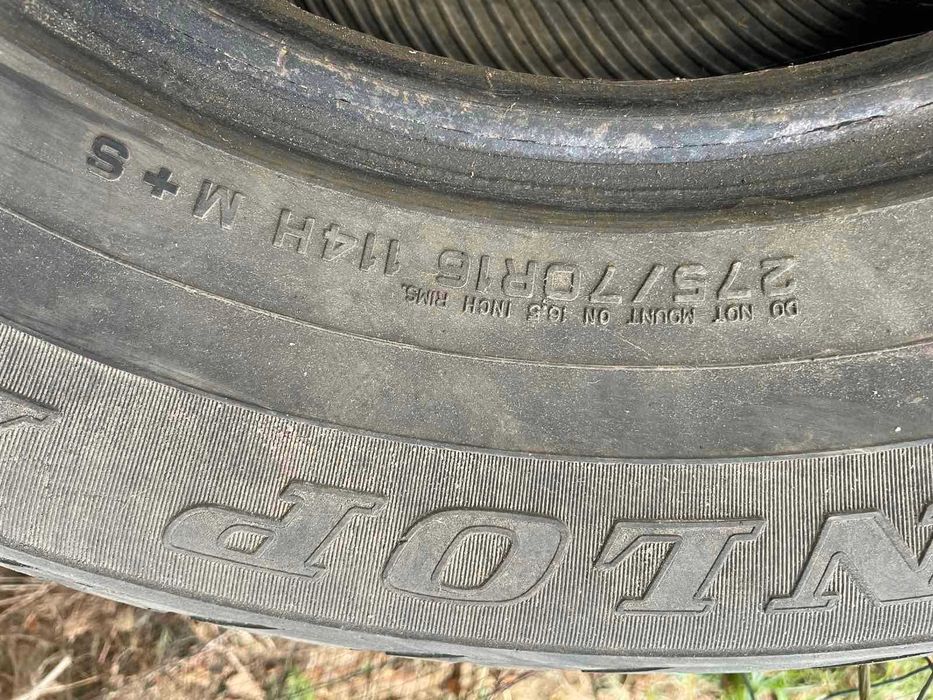 275/70R16 114H M+S
DO NOT MOUNT ON 16.5 INCH RIMS.
NLOP